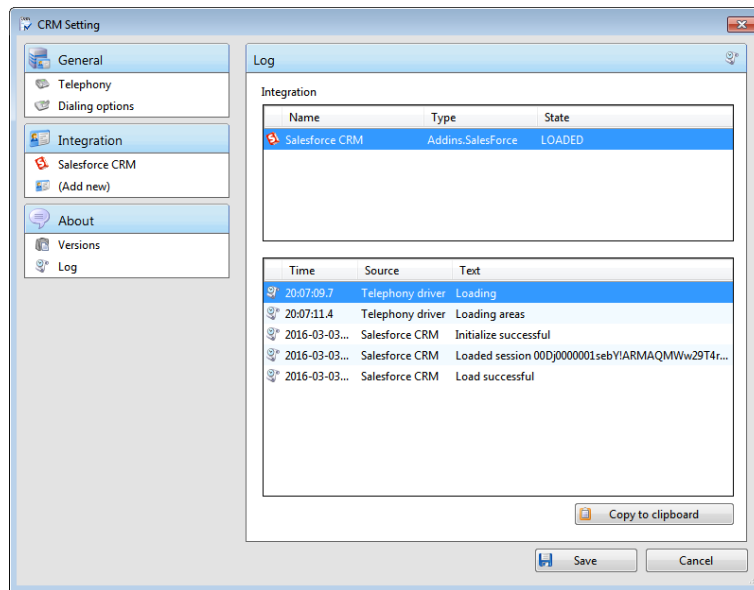 CRM Setting
General
Telephony
Dialing options
Integration
Salesforce CRM
(Add new)
About
Versions
Log
Log
Integration
Name Type State
Salesforce CRM Addins.SalesForce LOADED
Time Source Text
20:07:09.7 Telephony driver Loading
20:07:11.4 Telephony driver Loading areas
2016-03-03... Salesforce CRM Initialize successful
2016-03-03... Salesforce CRM Loaded session 00Dj0000001sebY!ARMAQMWw29T4r...
2016-03-03... Salesforce CRM Load successful
Copy to clipboard
Save Cancel